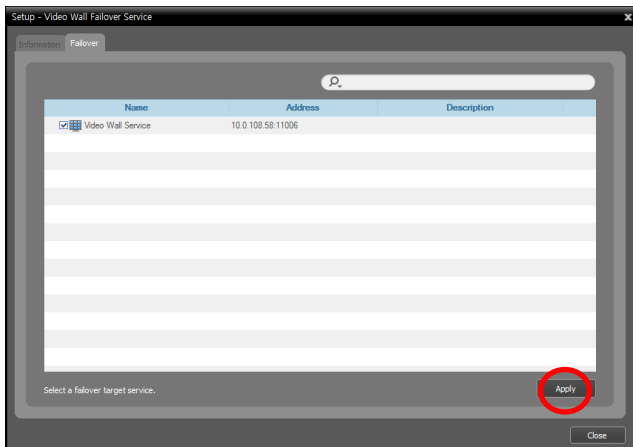 Setup - Video Wall Failover Service
x
Information Failover
Name Address Description
Video Wall Service 10.0.108.58:11006
Select a failover target service.
Apply
Close